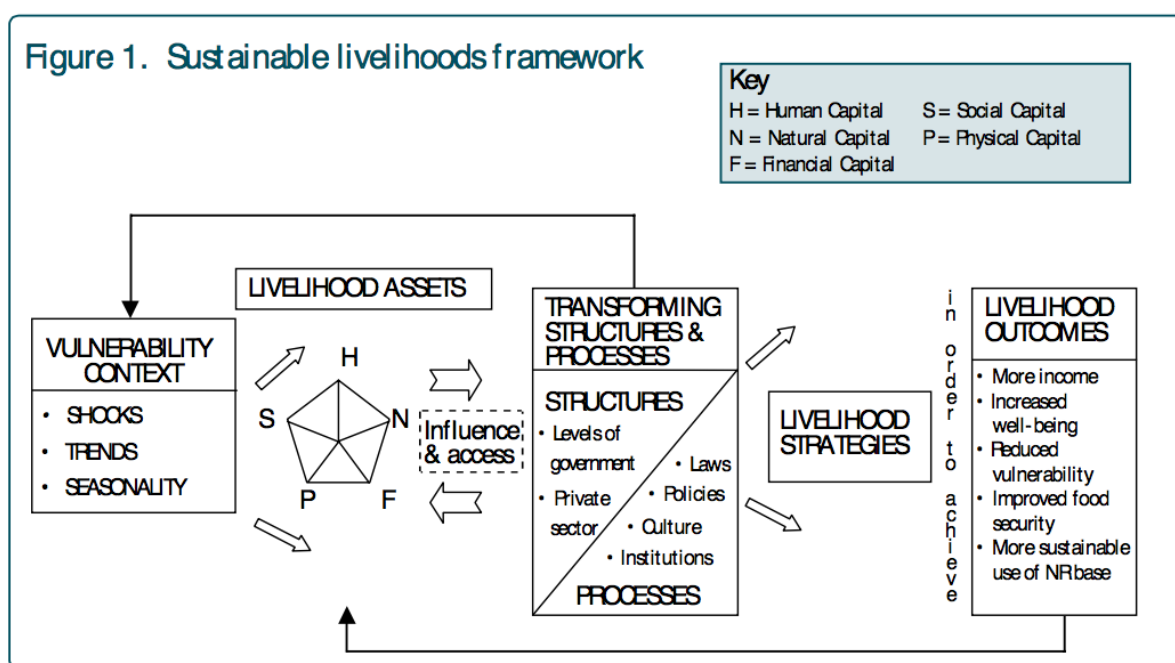 Figure 1. Sustainable livelihoods framework
Key
H = Human Capital S = Social Capital
N = Natural Capital P = Physical Capital
F = Financial Capital
LIVELIHOOD ASSETS
VULNERABILITY
CONTEXT
• SHOCKS
• TRENDS
• SEASONALITY
H
S
N
P
F
Influence
& access
TRANSFORMING
STRUCTURES &
PROCESSES
STRUCTURES
• Levels of
government
• Private
sector
• Laws
• Policies
• Culture
• Institutions
PROCESSES
LIVELIHOOD
STRATEGIES
in order to achieve
LIVELIHOOD
OUTCOMES
• More income
• Increased
well-being
• Reduced
vulnerability
• Improved food
security
• More sustainable
use of NR base